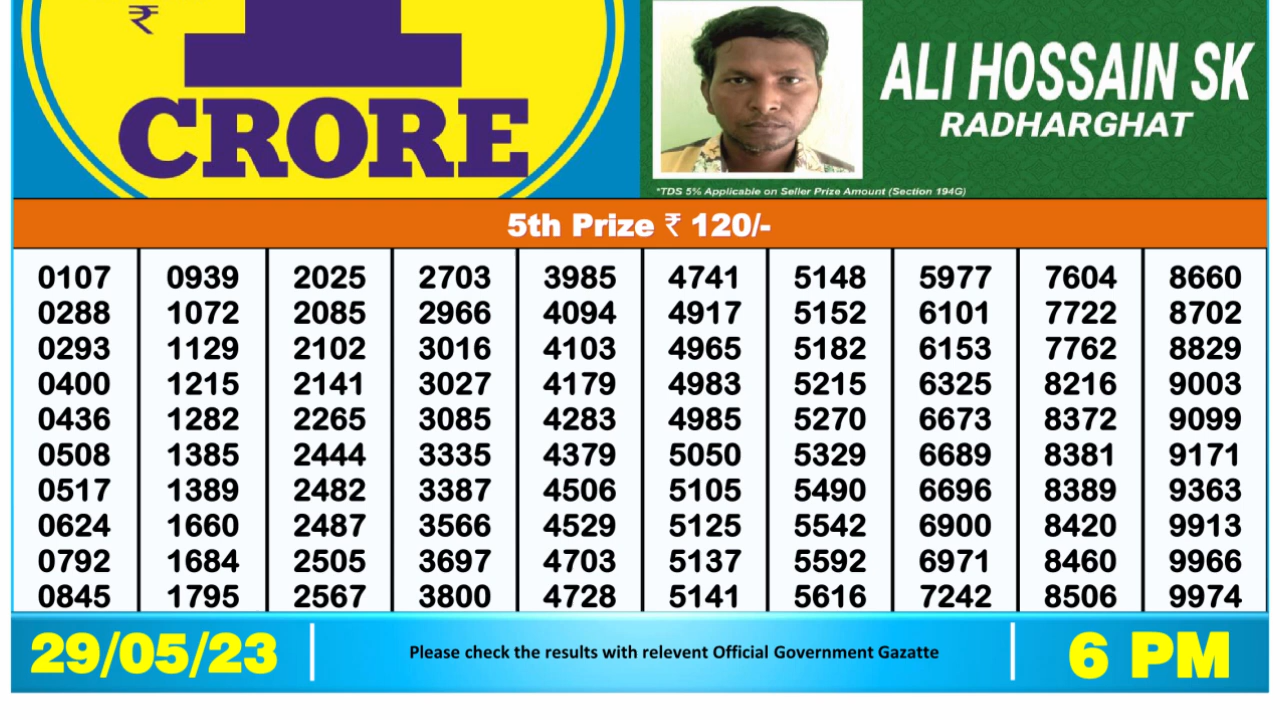 ₹
1
CRORE
ALI HOSSAIN SK
RADHARGHAT
*TDS 5% Applicable on Seller Prize Amount (Section 194G)
5th Prize ₹ 120/-
0107 0939 2025 2703 3985 4741 5148 5977 7604 8660
0288 1072 2085 2966 4094 4917 5152 6101 7722 8702
0293 1129 2102 3016 4103 4965 5182 6153 7762 8829
0400 1215 2141 3027 4179 4983 5215 6325 8216 9003
0436 1282 2265 3085 4283 4985 5270 6673 8372 9099
0508 1385 2444 3335 4379 5050 5329 6689 8381 9171
0517 1389 2482 3387 4506 5105 5490 6696 8389 9363
0624 1660 2487 3566 4529 5125 5542 6900 8420 9913
0792 1684 2505 3697 4703 5137 5592 6971 8460 9966
0845 1795 2567 3800 4728 5141 5616 7242 8506 9974
29/05/23 Please check the results with relevent Official Government Gazatte 6 PM